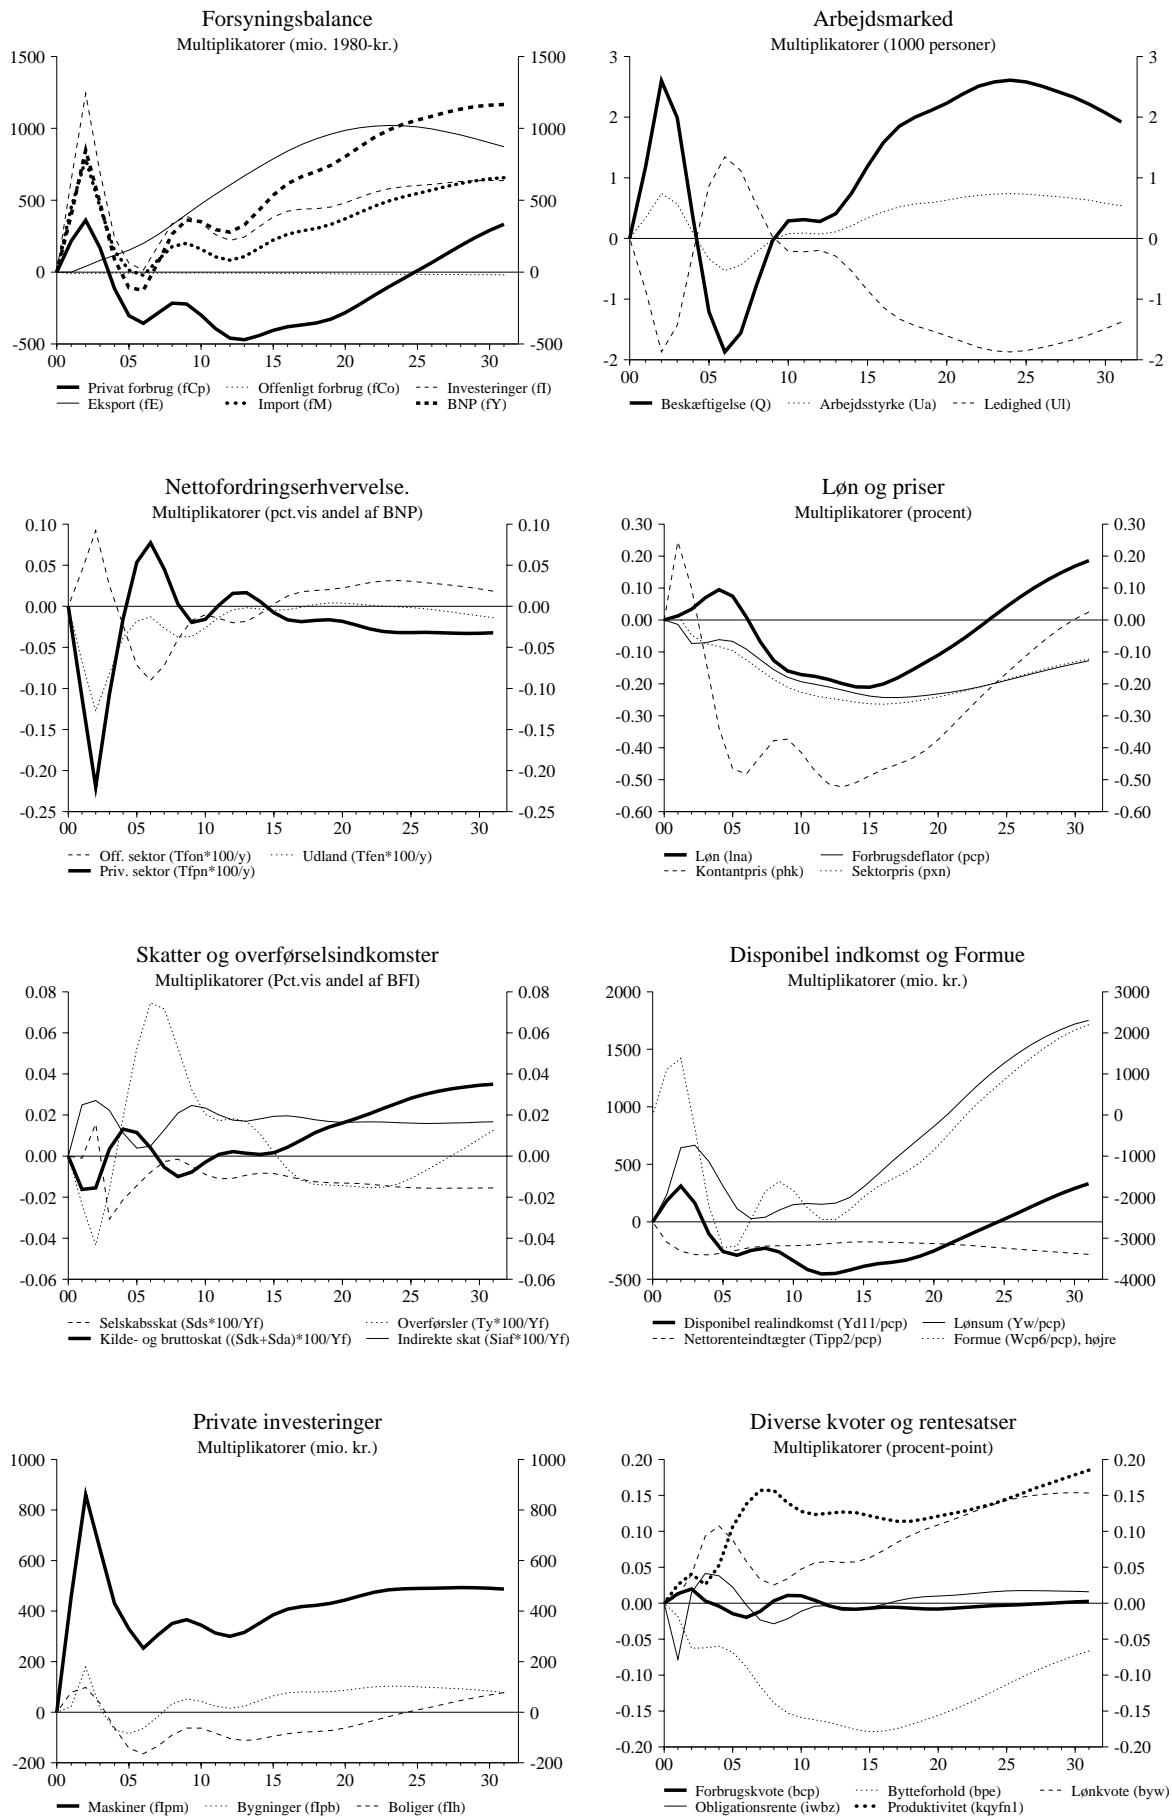 Forsyningsbalance
Multiplikatorer (mio. 1980-kr.)
1500 1500
1000 1000
500 500
0 0
-500 -500
00 05 10 15 20 25 30
Privat forbrug (fCp) Offenligt forbrug (fCo) Investeringer (fI)
Eksport (fE) Import (fM) BNP (fY)
Arbejdsmarked
Multiplikatorer (1000 personer)
3 3
2 2
1 1
0 0
-1 -1
-2 -2
00 05 10 15 20 25 30
Beskæftigelse (Q) Arbejdsstyrke (Ua) Ledighed (Ul)
Nettofordringserhvervelse.
Multiplikatorer (pct.vis andel af BNP)
0.10 0.10
0.05 0.05
0.00 0.00
-0.05 -0.05
-0.10 -0.10
-0.15 -0.15
-0.20 -0.20
-0.25 -0.25
00 05 10 15 20 25 30
Off. sektor (Tfon*100/y) Udland (Tfen*100/y)
Priv. sektor (Tfpn*100/y)
Løn og priser
Multiplikatorer (procent)
0.30 0.30
0.20 0.20
0.10 0.10
0.00 0.00
-0.10 -0.10
-0.20 -0.20
-0.30 -0.30
-0.40 -0.40
-0.50 -0.50
-0.60 -0.60
00 05 10 15 20 25 30
Løn (lna) Forbrugsdeflator (pcp)
Kontantpris (phk) Sektorpris (pxn)
Skatter og overførselsindkomster
Multiplikatorer (Pct.vis andel af BFI)
0.08 0.08
0.06 0.06
0.04 0.04
0.02 0.02
0.00 0.00
-0.02 -0.02
-0.04 -0.04
-0.06 -0.06
00 05 10 15 20 25 30
Selskabsskat (Sds*100/Yf) Overførsler (Ty*100/Yf)
Kilde- og bruttoskat ((Sdk+Sda)*100/Yf) Indirekte skat (Siaf*100/Yf)
Disponibel indkomst og Formue
Multiplikatorer (mio. kr.)
2000 3000
1500 2000
1000 1000
500 0
0 -1000
-500 -2000
-3000
-4000
00 05 10 15 20 25 30
Disponibel realindkomst (Yd11/pcp) Lønsum (Yw/pcp)
Nettorenteindtægter (Tipp2/pcp) Formue (Wcp6/pcp), højre
Private investeringer
Multiplikatorer (mio. kr.)
1000 1000
800 800
600 600
400 400
200 200
0 0
-200 -200
00 05 10 15 20 25 30
Maskiner (fIpm) Bygninger (fIpb) Boliger (fIh)
Diverse kvoter og rentesatser
Multiplikatorer (procent-point)
0.20 0.20
0.15 0.15
0.10 0.10
0.05 0.05
0.00 0.00
-0.05 -0.05
-0.10 -0.10
-0.15 -0.15
-0.20 -0.20
00 05 10 15 20 25 30
Forbrugskvote (bcp) Bytteforhold (bpe) Lønkvote (byw)
Obligationsrente (iwbz) Produktivitet (kqyfn1)